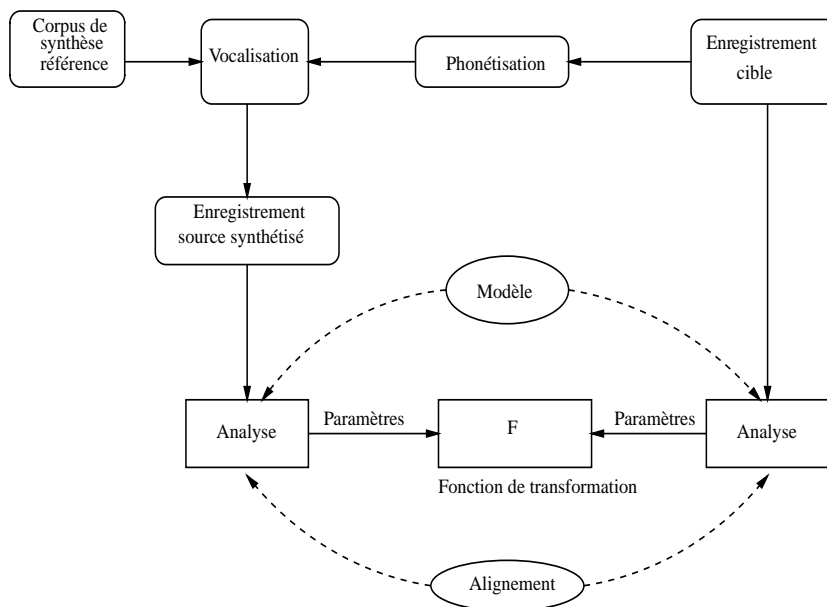 Corpus de
synthèse
référence
Vocalisation
Phonétisation
Enregistrement
cible
Enregistrement
source synthétisé
Modèle
Analyse
Paramètres
F
Paramètres
Analyse
Fonction de transformation
Alignement